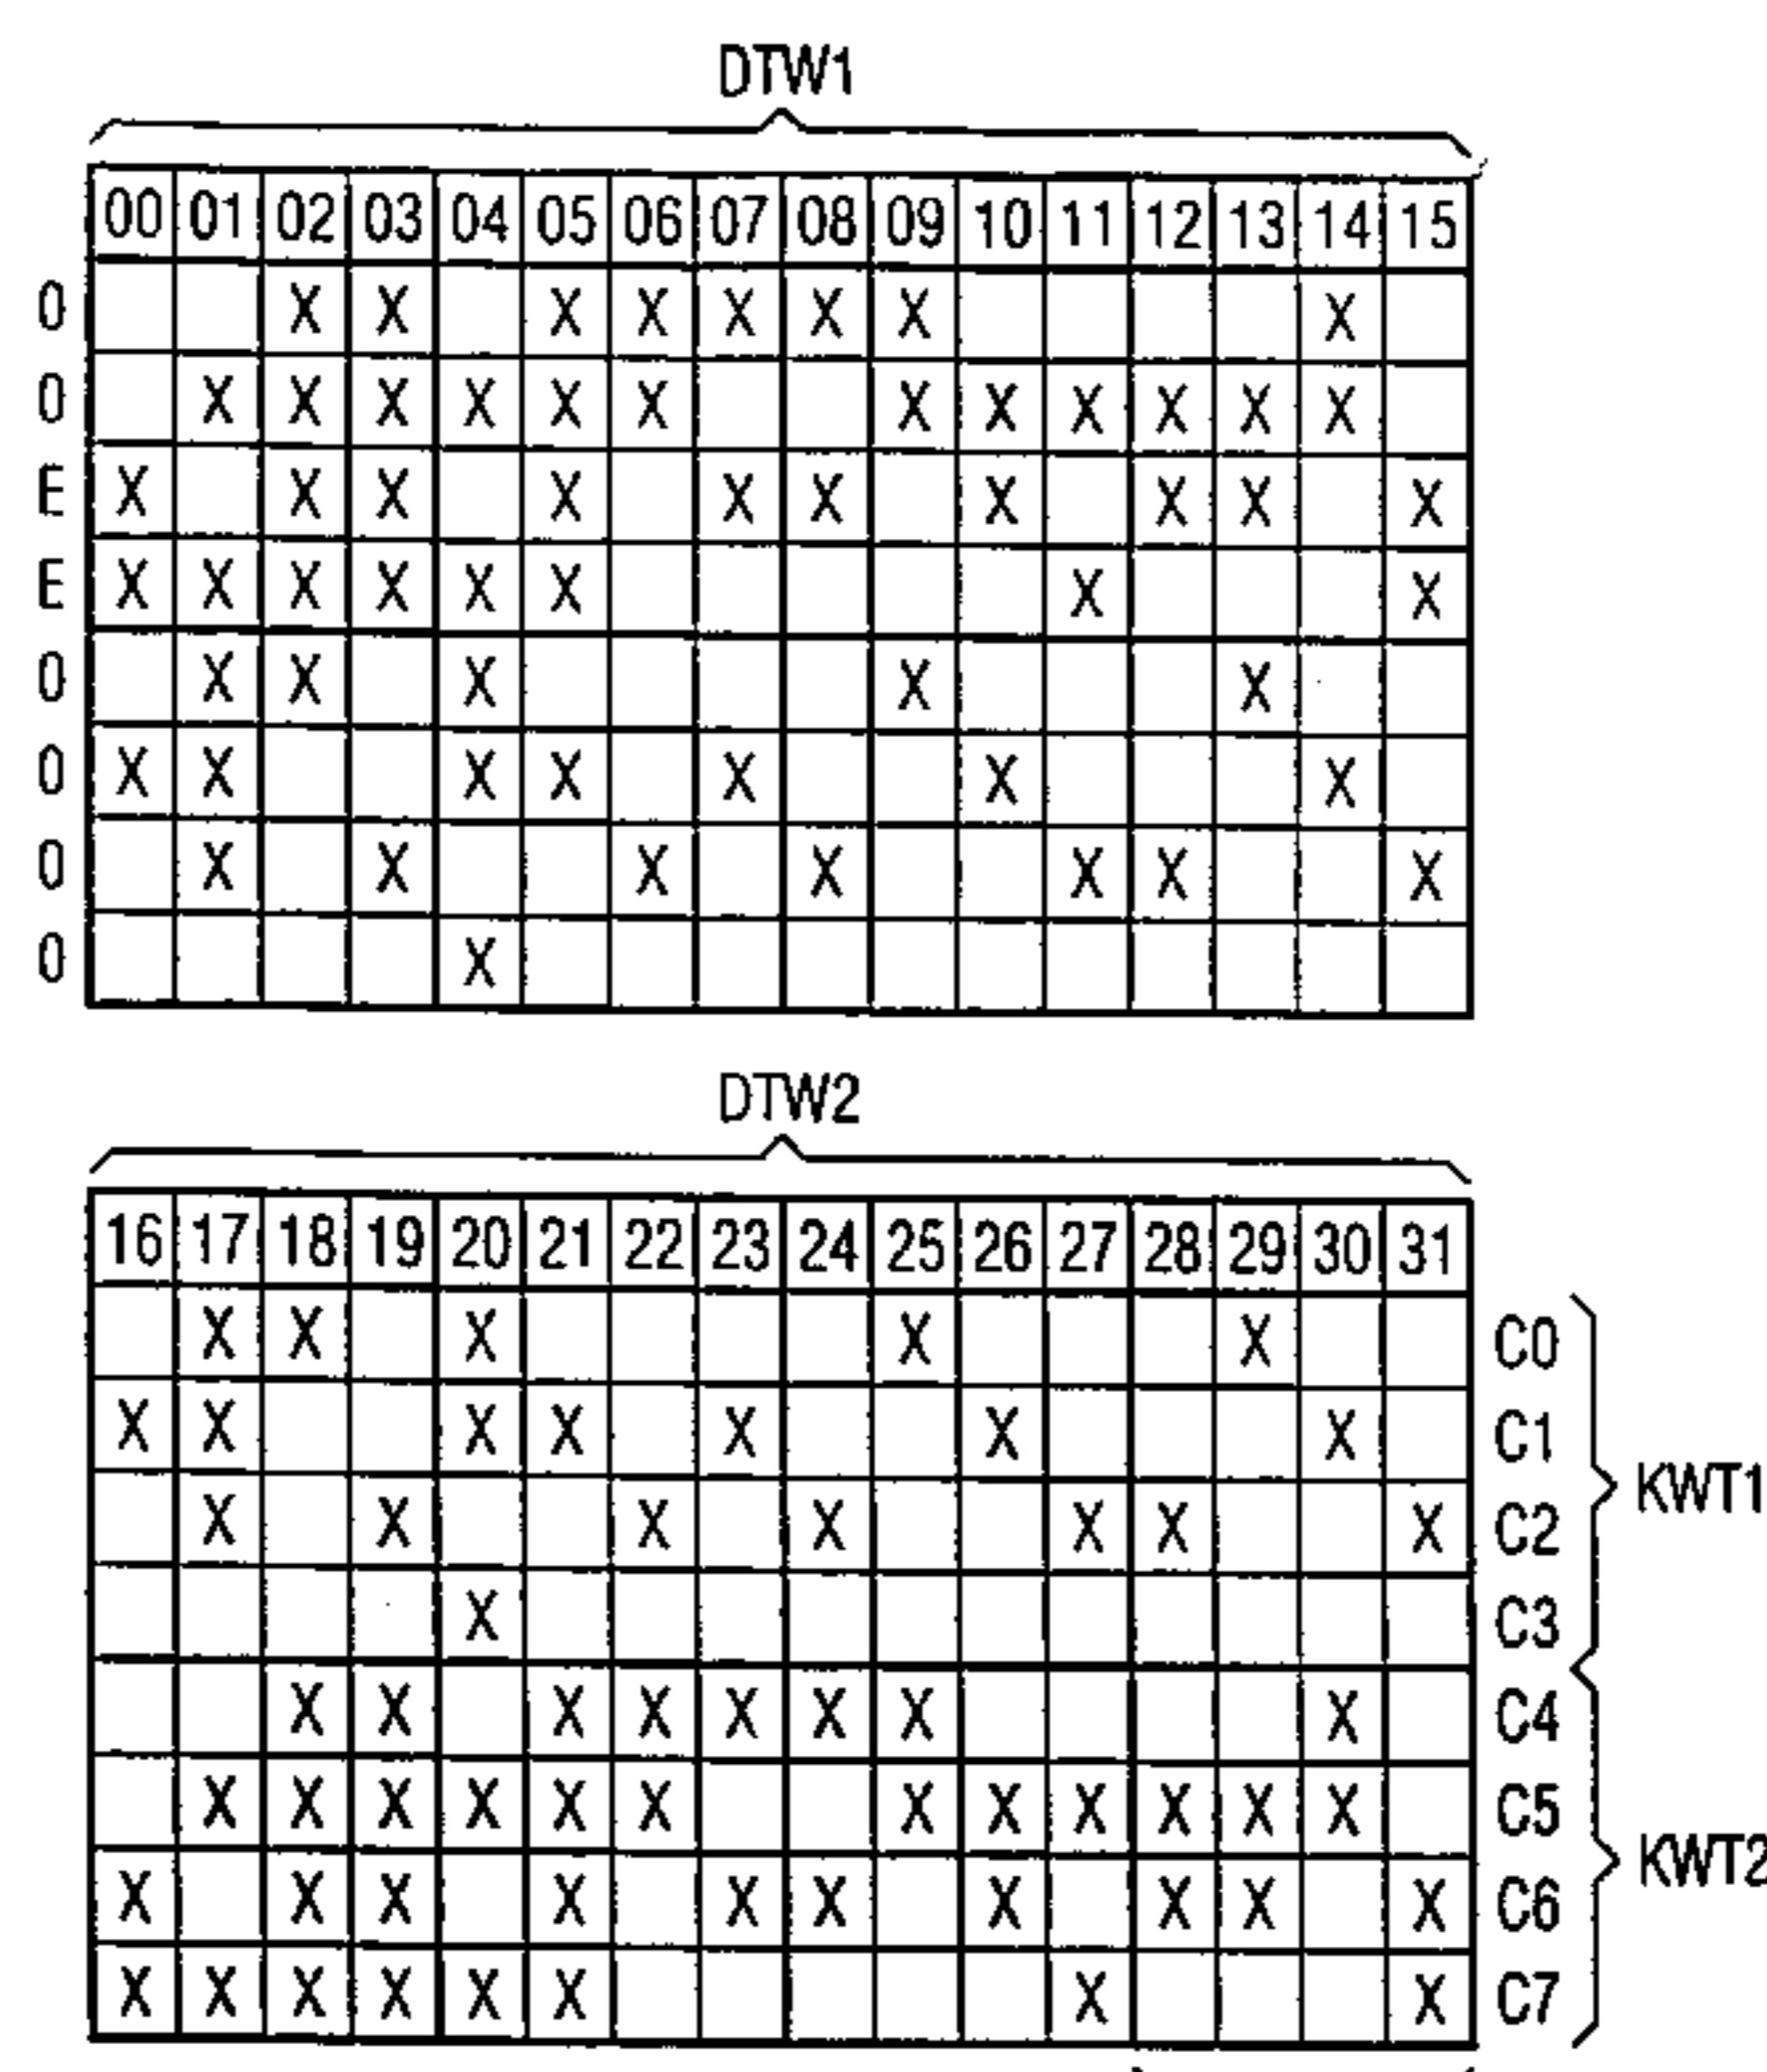 DTW1
00 01 02 03 04 05 06 07 08 09 10 11 12 13 14 15
0 X X X X X X X X
0 X X X X X X X X X X X X
E X X X X X X X X X X
E X X X X X X X X
0 X X X X X
0 X X X X X X X
0 X X X X X X X
0 X
DTW2
16 17 18 19 20 21 22 23 24 25 26 27 28 29 30 31
X X X X X C0
X X X X X X X C1
X X X X X X X C2
X C3
KWT1
X X X X X X X X C4
X X X X X X X X X X X X C5
X X X X X X X X X X C6
X X X X X X X X C7
KWT2